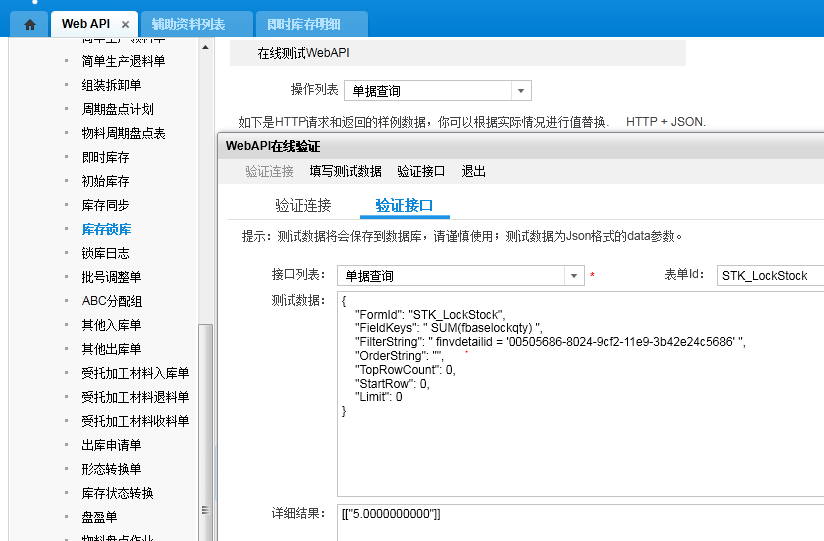 Web API × 辅助资料列表 即时库存明细
简单生产领料单
简单生产退料单
组装拆卸单
周期盘点计划
物料周期盘点表
即时库存
初始库存
库存同步
库存锁库
锁库日志
批号调整单
ABC分配组
其他入库单
其他出库单
受托加工材料入库单
受托加工材料退料单
受托加工材料收料单
出库申请单
形态转换单
库存状态转换
盘盈单
物料盘点作业
在线测试WebAPI
操作列表 单据查询
如下是HTTP请求和返回的样例数据，你可以根据实际情况进行值替换. HTTP + JSON.
WebAPI在线验证
验证连接 填写测试数据 验证接口 退出
验证连接 验证接口
提示：测试数据将会保存到数据库，请谨慎使用；测试数据为Json格式的data参数。
接口列表： 单据查询 * 表单Id： STK_LockStock
测试数据：
{
"FormId": "STK_LockStock",
"FieldKeys": " SUM(fbaselockqty) ",
"FilterString": " finvdetailid = '00505686-8024-9cf2-11e9-3b42e24c5686' ",
"OrderString": "",
"TopRowCount": 0,
"StartRow": 0,
"Limit": 0
}
详细结果： [["5.0000000000"]]